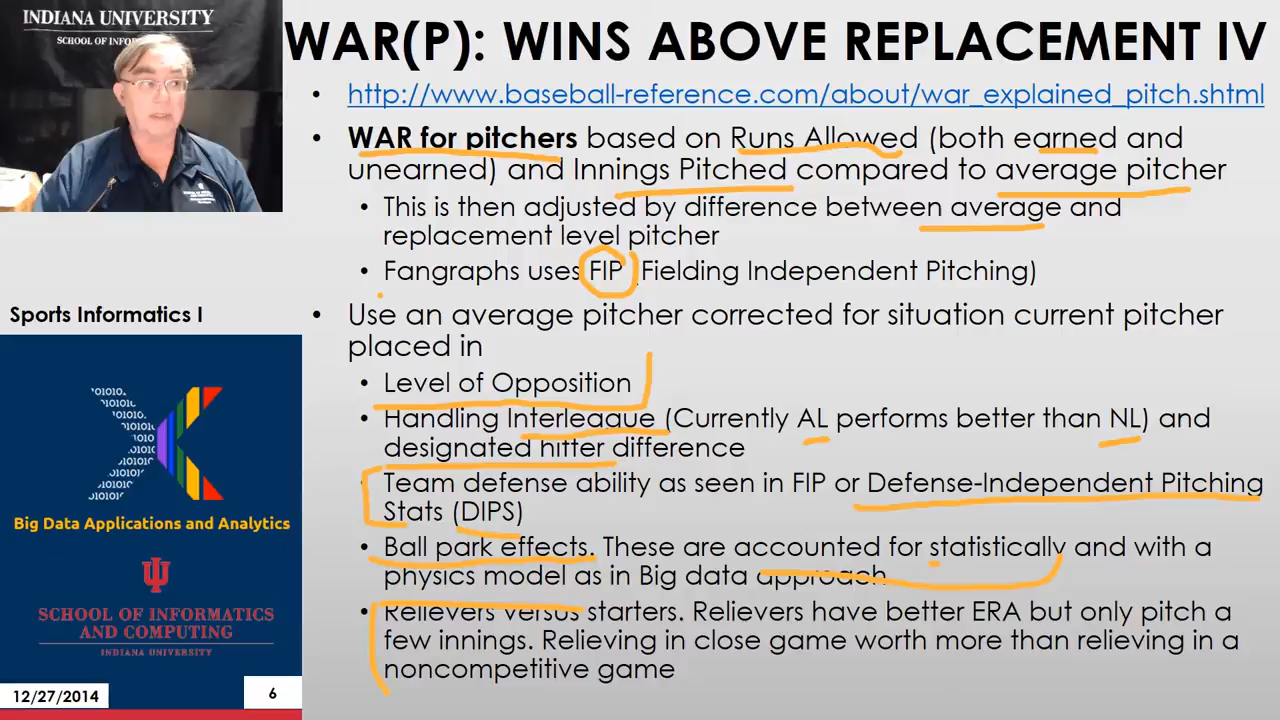 INDIANA UNIVERSITY
SCHOOL OF INFOR
WAR(P): WINS ABOVE REPLACEMENT IV
• http://www.baseball-reference.com/about/war_explained_pitch.shtml
• WAR for pitchers based on Runs Allowed (both earned and
unearned) and Innings Pitched compared to average pitcher
• This is then adjusted by difference between average and
replacement level pitcher
• Fangraphs uses FIP (Fielding Independent Pitching)
• Use an average pitcher corrected for situation current pitcher
placed in
• Level of Opposition
• Handling Interleague (Currently AL performs better than NL) and
designated hitter difference
• Team defense ability as seen in FIP or Defense-Independent Pitching
Stats (DIPS)
• Ball park effects. These are accounted for statistically and with a
physics model as in Big data approach
• Relievers versus starters. Relievers have better ERA but only pitch a
few innings. Relieving in close game worth more than relieving in a
noncompetitive game
Sports Informatics I
Big Data Applications and Analytics
SCHOOL OF INFORMATICS
AND COMPUTING
INDIANA UNIVERSITY
12/27/2014
6